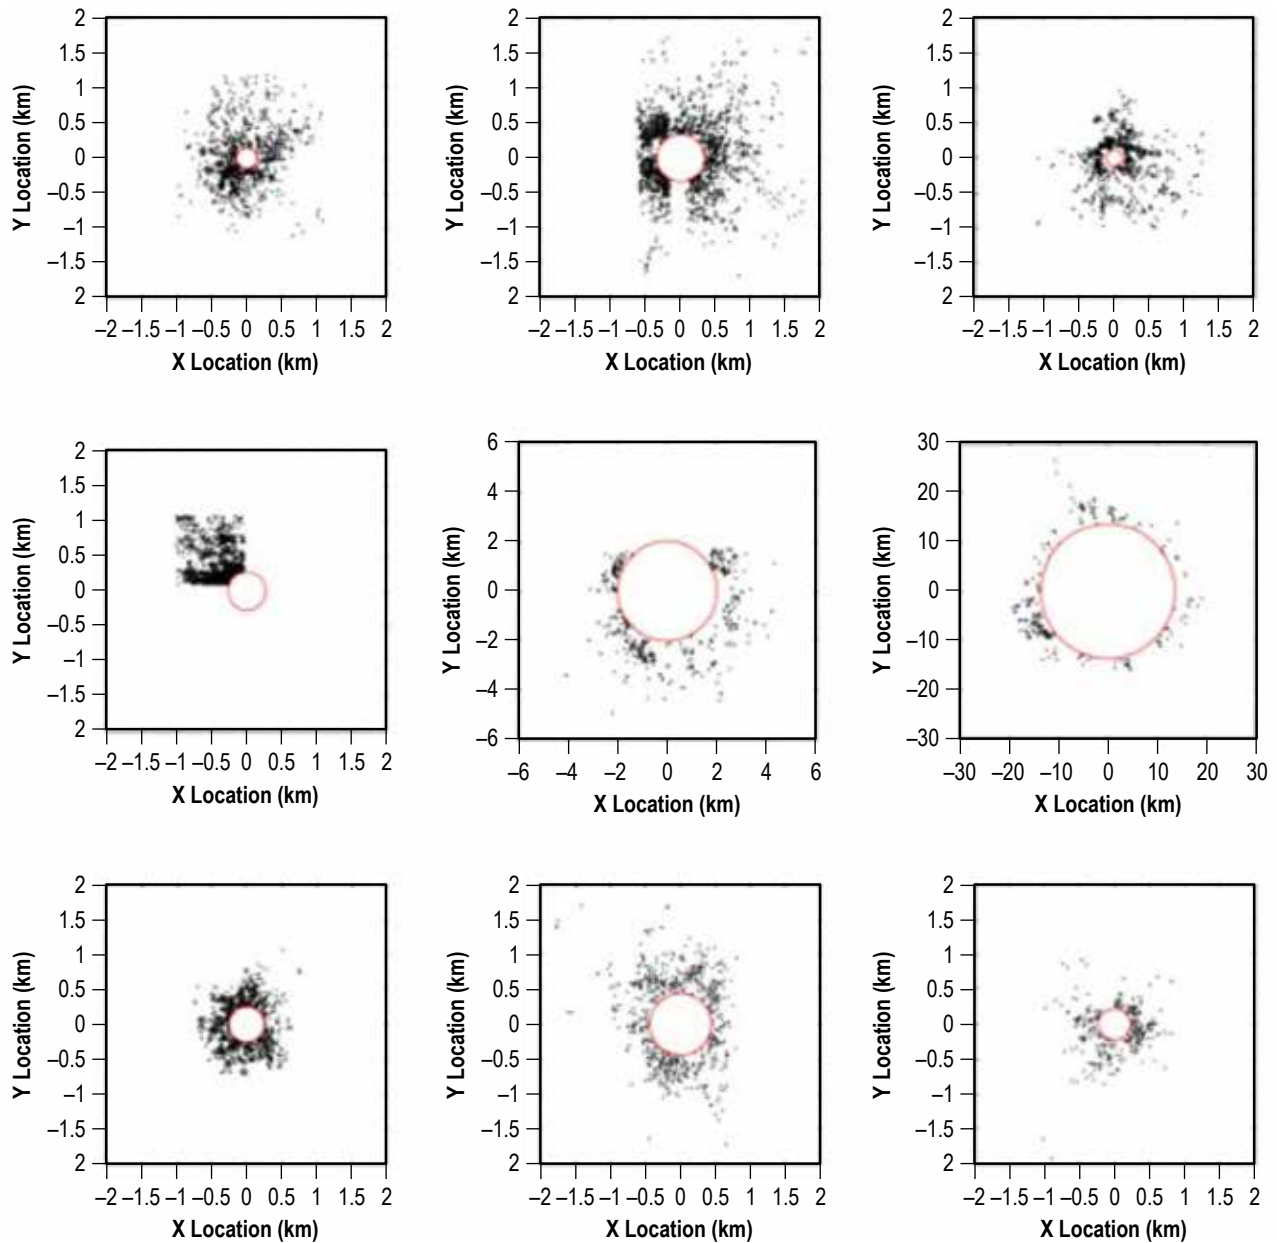 2 2 2
1.5 1.5 1.5
1 1 1
0.5 0.5 0.5
0 0 0
–0.5 –0.5 –0.5
–1 –1 –1
–1.5 –1.5 –1.5
2 2 2
Y Location (km) Y Location (km) Y Location (km)
–2 –1.5 –1 –0.5 0 0.5 1 1.5 2 –2 –1.5 –1 –0.5 0 0.5 1 1.5 2 –2 –1.5 –1 –0.5 0 0.5 1 1.5 2
X Location (km) X Location (km) X Location (km)
2 6 30
1.5 4 20
1 2 10
0.5 0 0
0 –2 –10
–0.5 –4 –20
–1 –6 –30
–1.5
2
Y Location (km) Y Location (km) Y Location (km)
–2 –1.5 –1 –0.5 0 0.5 1 1.5 2 –6 –4 –2 0 2 4 6 –30 –20 –10 0 10 20 30
X Location (km) X Location (km) X Location (km)
2 2 2
1.5 1.5 1.5
1 1 1
0.5 0.5 0.5
0 0 0
–0.5 –0.5 –0.5
–1 –1 –1
–1.5 –1.5 –1.5
2 2 2
Y Location (km) Y Location (km) Y Location (km)
–2 –1.5 –1 –0.5 0 0.5 1 1.5 2 –2 –1.5 –1 –0.5 0 0.5 1 1.5 2 –2 –1.5 –1 –0.5 0 0.5 1 1.5 2
X Location (km) X Location (km) X Location (km)